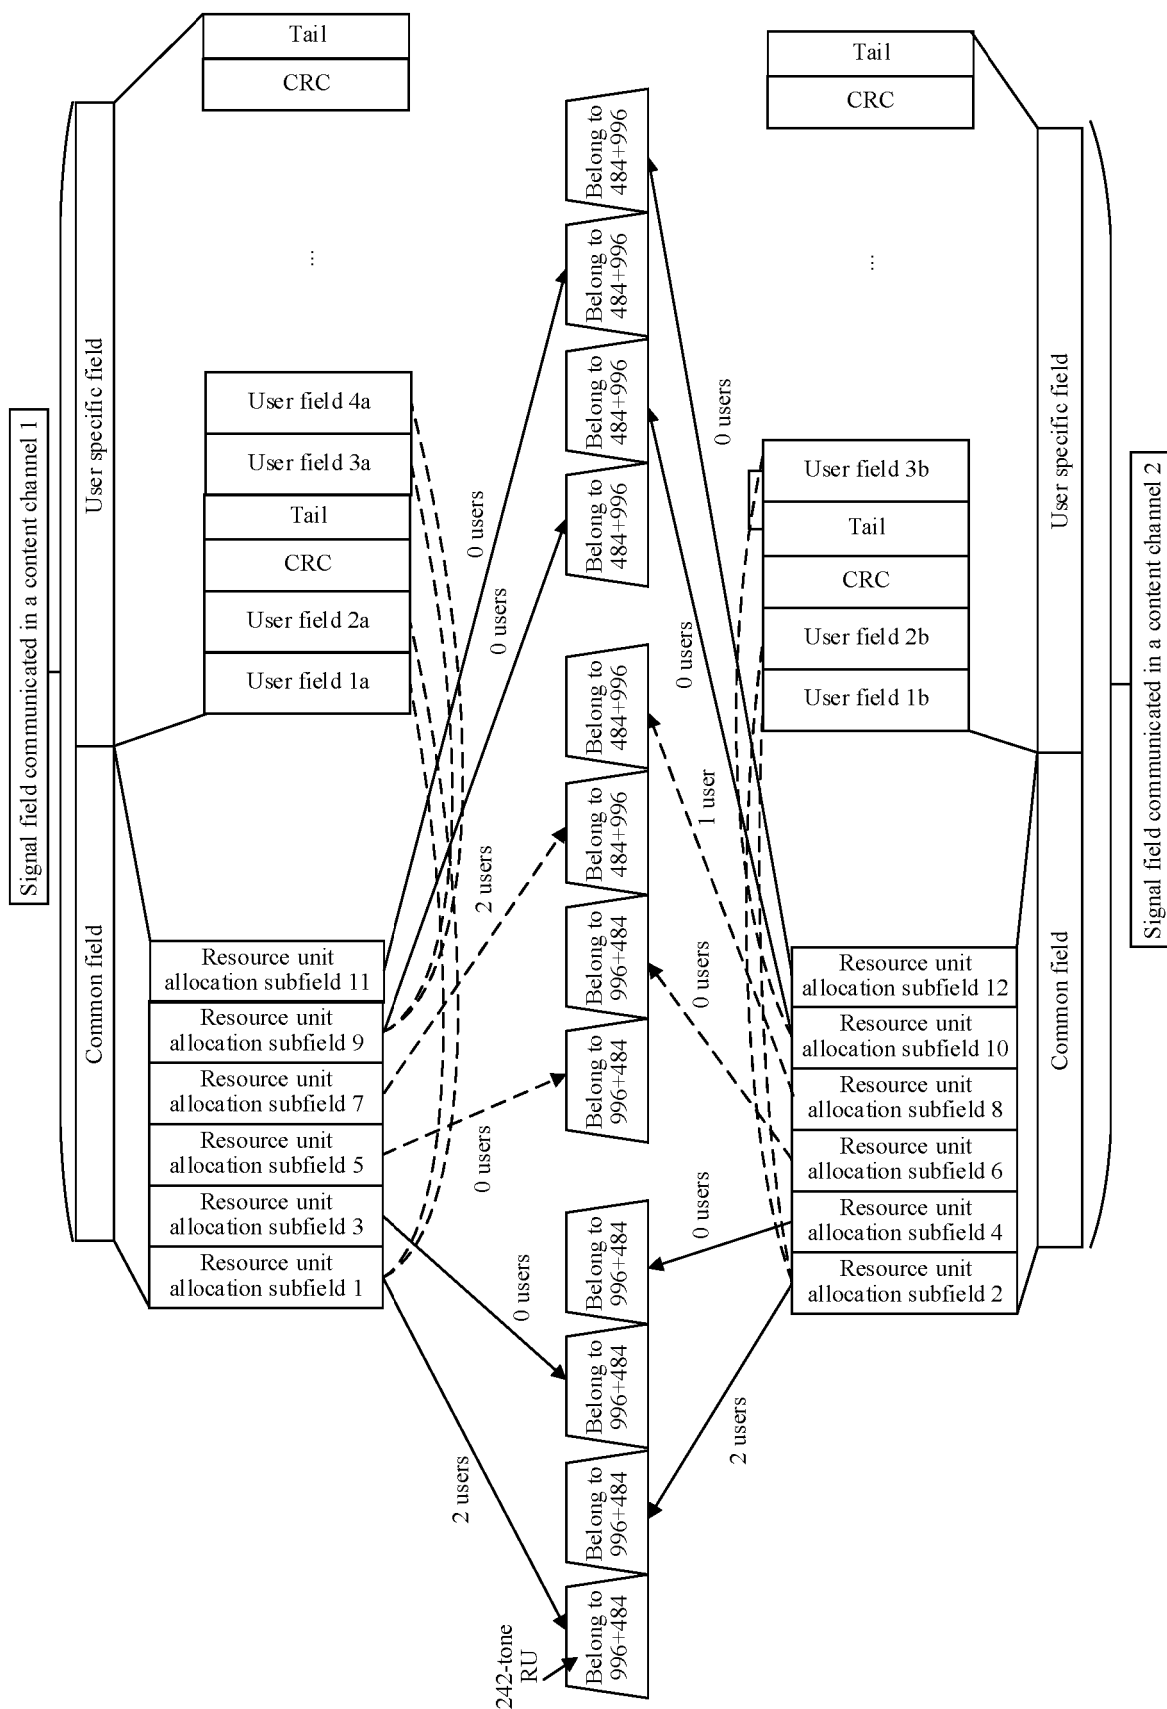 Signal field communicated in a content channel 1
Common field
User specific field
Resource unit
allocation subfield 1
Resource unit
allocation subfield 3
Resource unit
allocation subfield 5
Resource unit
allocation subfield 7
Resource unit
allocation subfield 9
Resource unit
allocation subfield 11
User field 1a
User field 2a
CRC
Tail
User field 3a
User field 4a
...
CRC
Tail
2 users
0 users
0 users
2 users
0 users
0 users
242-tone
RU
Belong to
996+484
Belong to
996+484
Belong to
996+484
Belong to
996+484
Belong to
996+484
Belong to
996+484
Belong to
484+996
Belong to
484+996
Belong to
484+996
Belong to
484+996
Belong to
484+996
Belong to
484+996
2 users
0 users
0 users
1 user
0 users
0 users
User field 1b
User field 2b
CRC
Tail
User field 3b
...
CRC
Tail
Resource unit
allocation subfield 2
Resource unit
allocation subfield 4
Resource unit
allocation subfield 6
Resource unit
allocation subfield 8
Resource unit
allocation subfield 10
Resource unit
allocation subfield 12
Common field
User specific field
Signal field communicated in a content channel 2